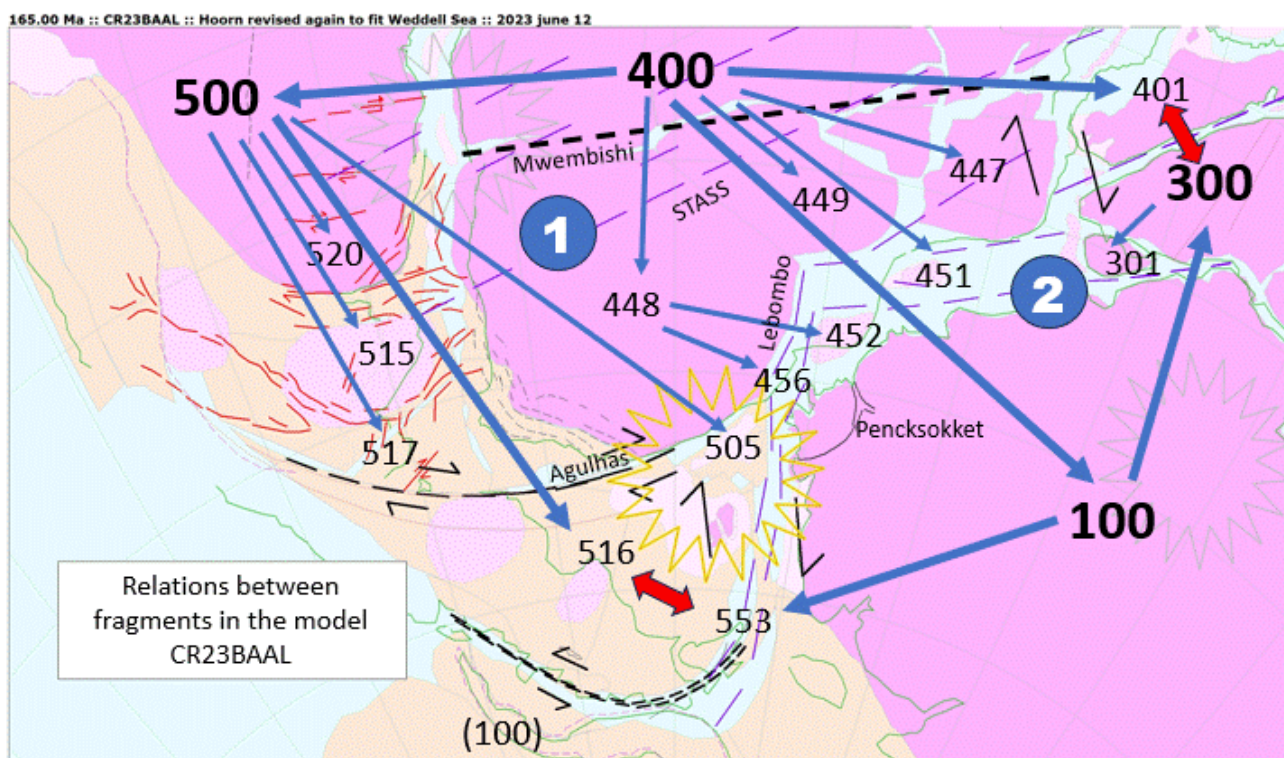 165.00 Ma :: CR23BAAL :: Hoorn revised again to fit Weddell Sea :: 2023 june 12
500
400
401
Mwembishi
447
300
STASS
449
1
520
301
451
2
448
Lebombo
452
515
456
Pencksokket
517
505
Agulhas
100
516
553
Relations between
fragments in the model
CR23BAAL
(100)